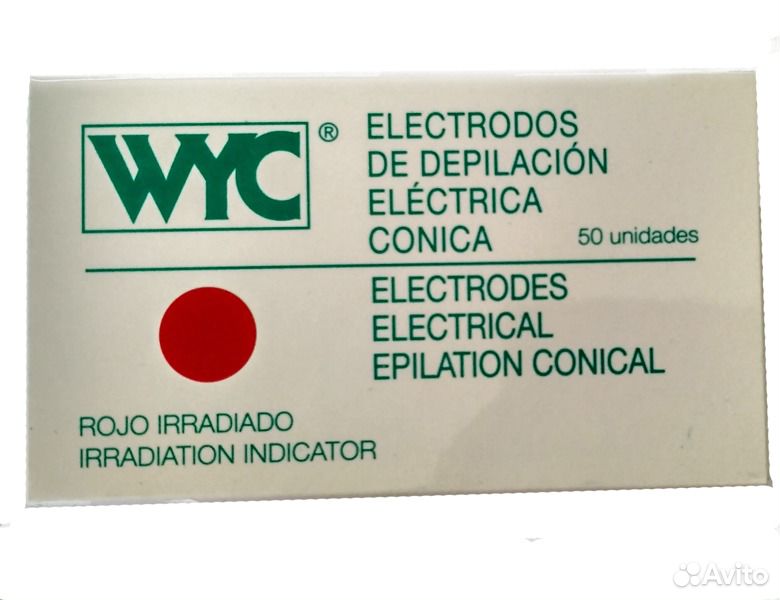 WYC®
ELECTRODOS
DE DEPILACIÓN
ELÉCTRICA
CONICA 50 unidades
ELECTRODES
ELECTRICAL
EPILATION CONICAL
ROJO IRRADIADO
IRRADIATION INDICATOR
Avito